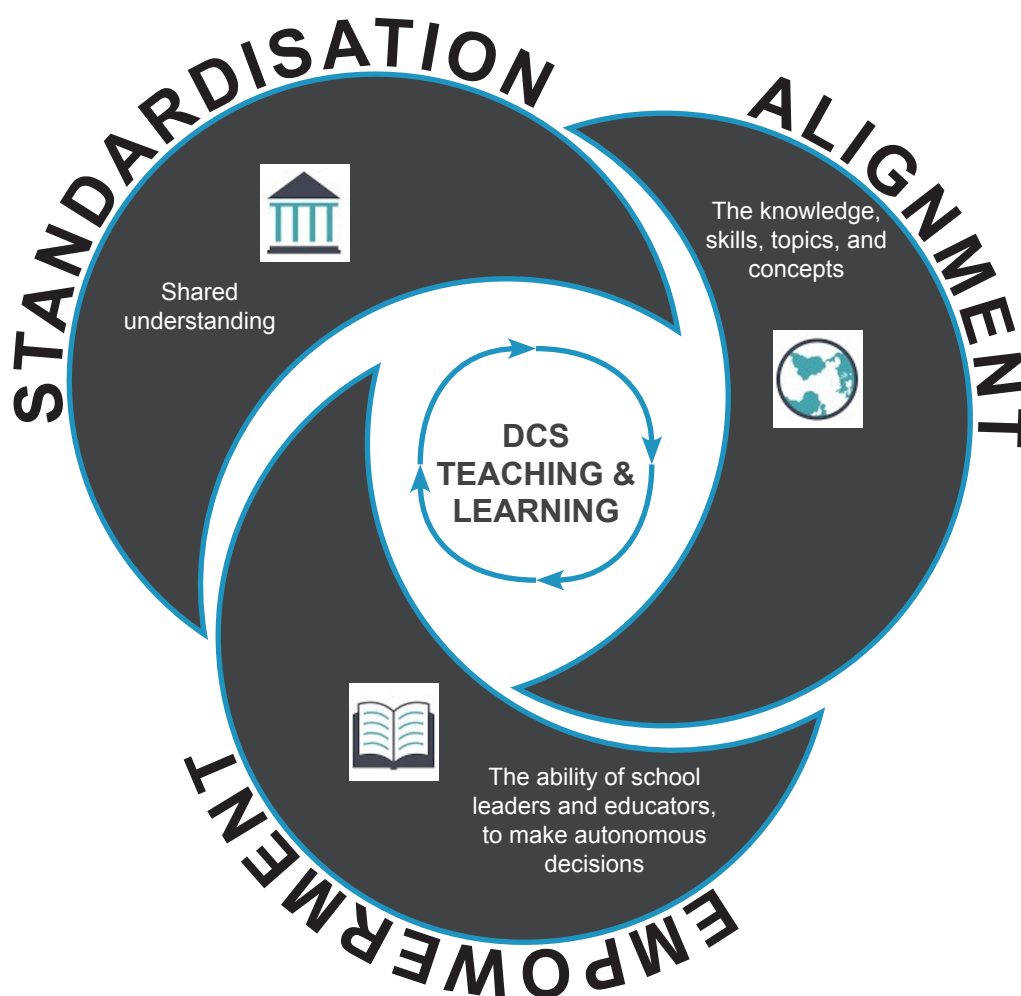 STANDARDISATION
Shared
understanding
ALIGNMENT
The knowledge,
skills, topics, and
concepts
DCS
TEACHING &
LEARNING
The ability of school
leaders and educators,
to make autonomous
decisions
EMPOWERMENT